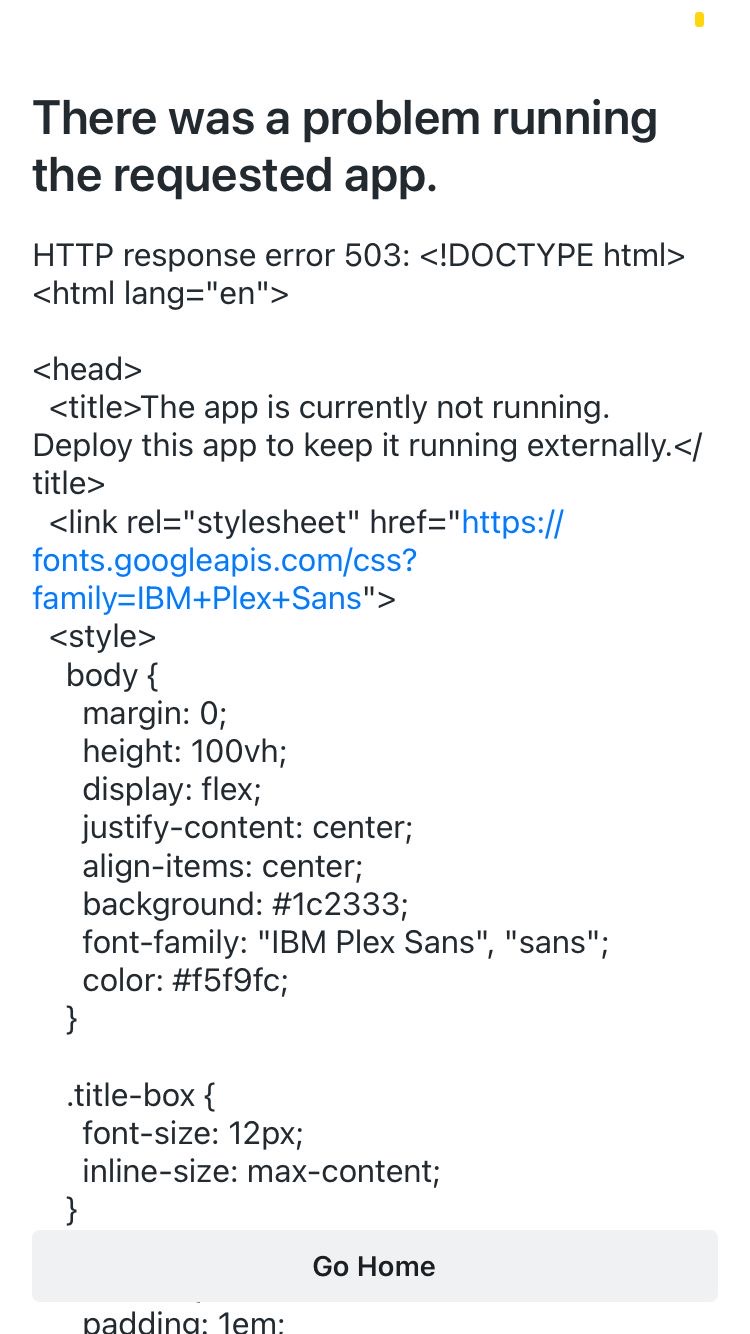 There was a problem running
the requested app.
HTTP response error 503: <!DOCTYPE html>
<html lang="en">
<head>
<title>The app is currently not running.
Deploy this app to keep it running externally.</
title>
<link rel="stylesheet" href="https://
fonts.googleapis.com/css?
family=IBM+Plex+Sans">
<style>
body {
margin: 0;
height: 100vh;
display: flex;
justify-content: center;
align-items: center;
background: #1c2333;
font-family: "IBM Plex Sans", "sans";
color: #f5f9fc;
}
.title-box {
font-size: 12px;
inline-size: max-content;
}
Go Home
padding: 1em;